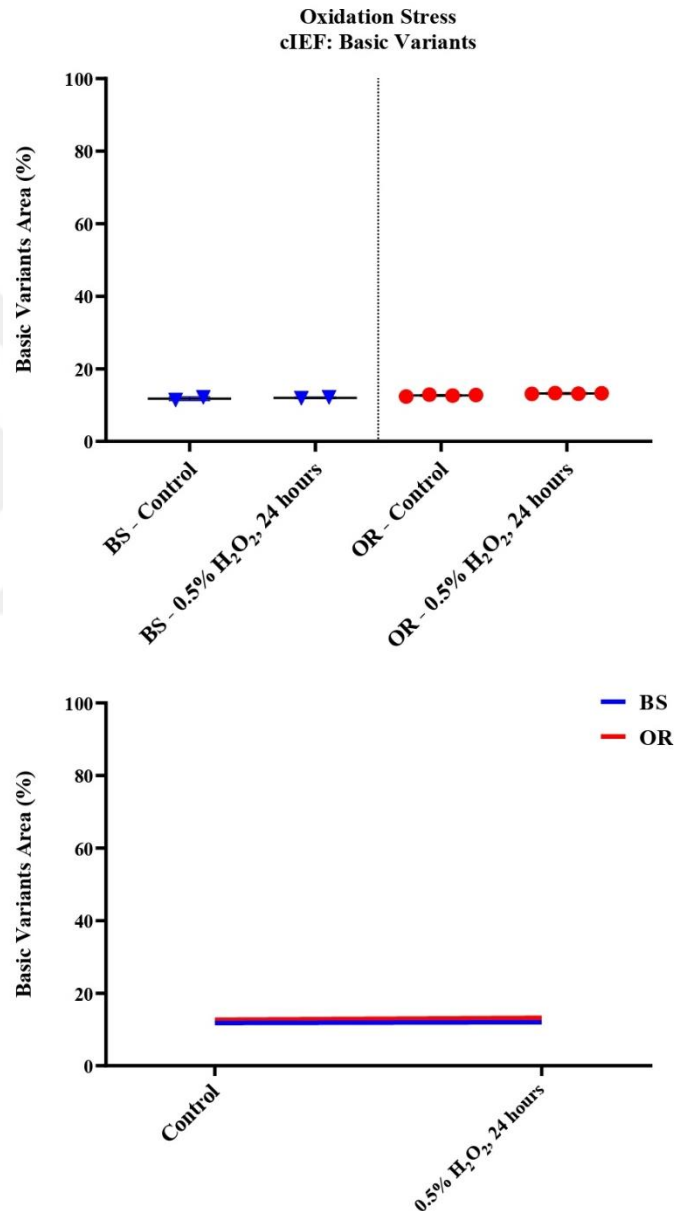 Oxidation Stress
cIEF: Basic Variants
Basic Variants Area (%)
100
80
60
40
20
0
BS - Control
BS - 0.5% H₂O₂, 24 hours
OR - Control
OR - 0.5% H₂O₂, 24 hours
BS
OR
Basic Variants Area (%)
100
80
60
40
20
0
Control
0.5% H₂O₂, 24 hours